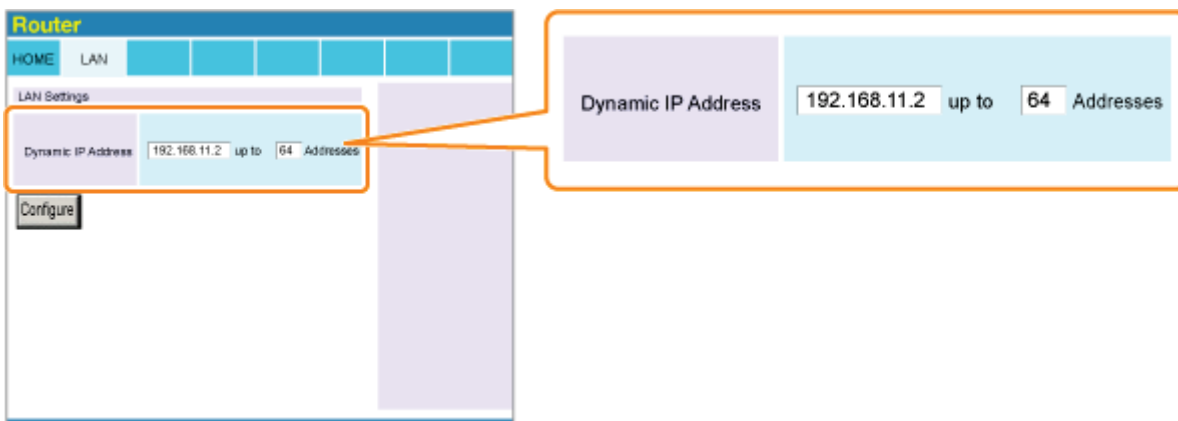 Router
HOME LAN
LAN Settings
Dynamic IP Address 192.168.11.2 up to 64 Addresses
Configure
Dynamic IP Address 192.168.11.2 up to 64 Addresses